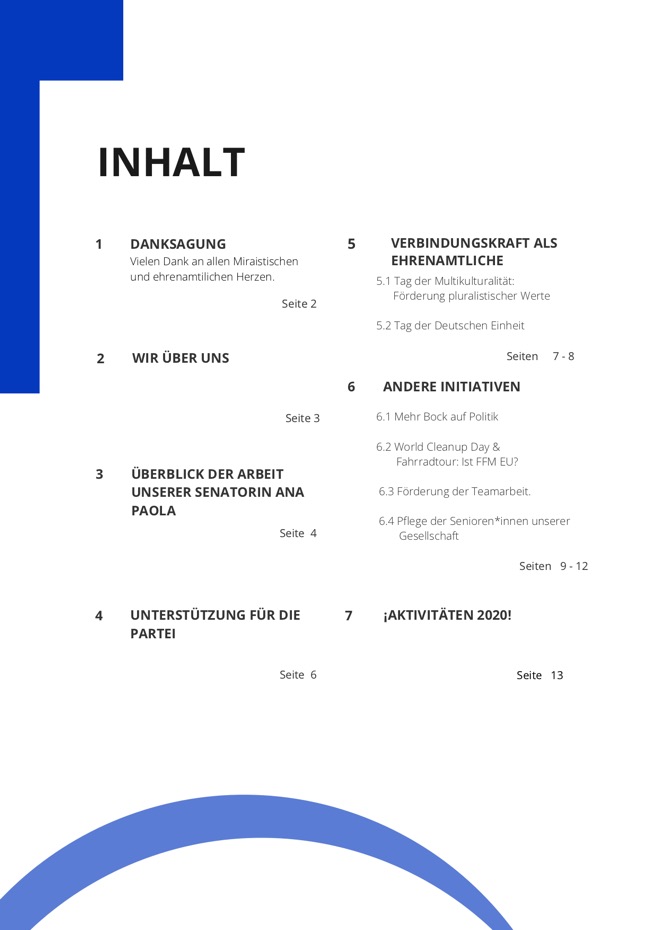 INHALT
1 DANKSAGUNG
Vielen Dank an allen Miraistischen
und ehrenamtilichen Herzen.
Seite 2
2 WIR ÜBER UNS
Seite 3
3 ÜBERBLICK DER ARBEIT
UNSERER SENATORIN ANA
PAOLA
Seite 4
4 UNTERSTÜTZUNG FÜR DIE
PARTEI
Seite 6
5 VERBINDUNGSKRAFT ALS
EHRENAMTLICHE
5.1 Tag der Multikulturalität:
Förderung pluralistischer Werte
5.2 Tag der Deutschen Einheit
Seiten 7 - 8
6 ANDERE INITIATIVEN
6.1 Mehr Bock auf Politik
6.2 World Cleanup Day &
Fahrradtour: Ist FFM EU?
6.3 Förderung der Teamarbeit.
6.4 Pflege der Senioren*innen unserer
Gesellschaft
Seiten 9 - 12
7 ¡AKTIVITÄTEN 2020!
Seite 13